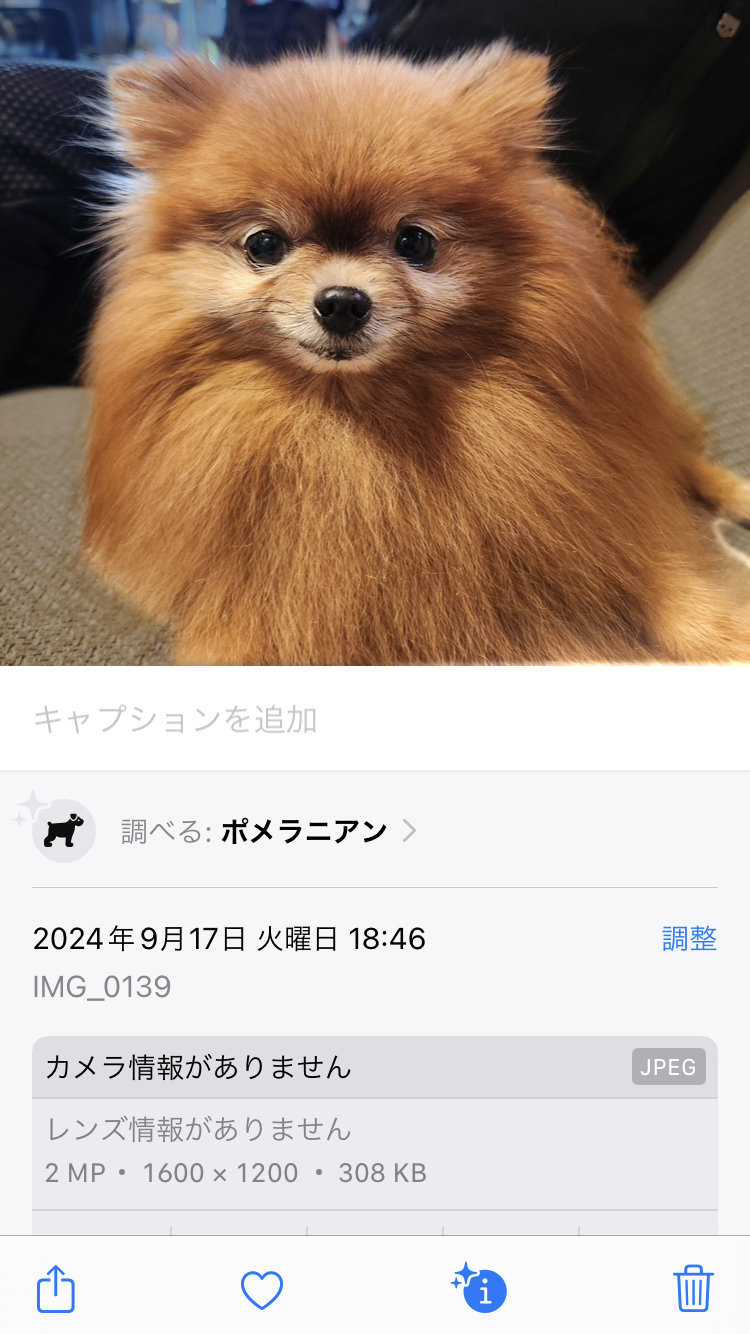 キャプションを追加
調べる: ポメラニアン
2024年9月17日 火曜日 18:46 調整
IMG_0139
カメラ情報がありません JPEG
レンズ情報がありません
2 MP • 1600 × 1200 • 308 KB